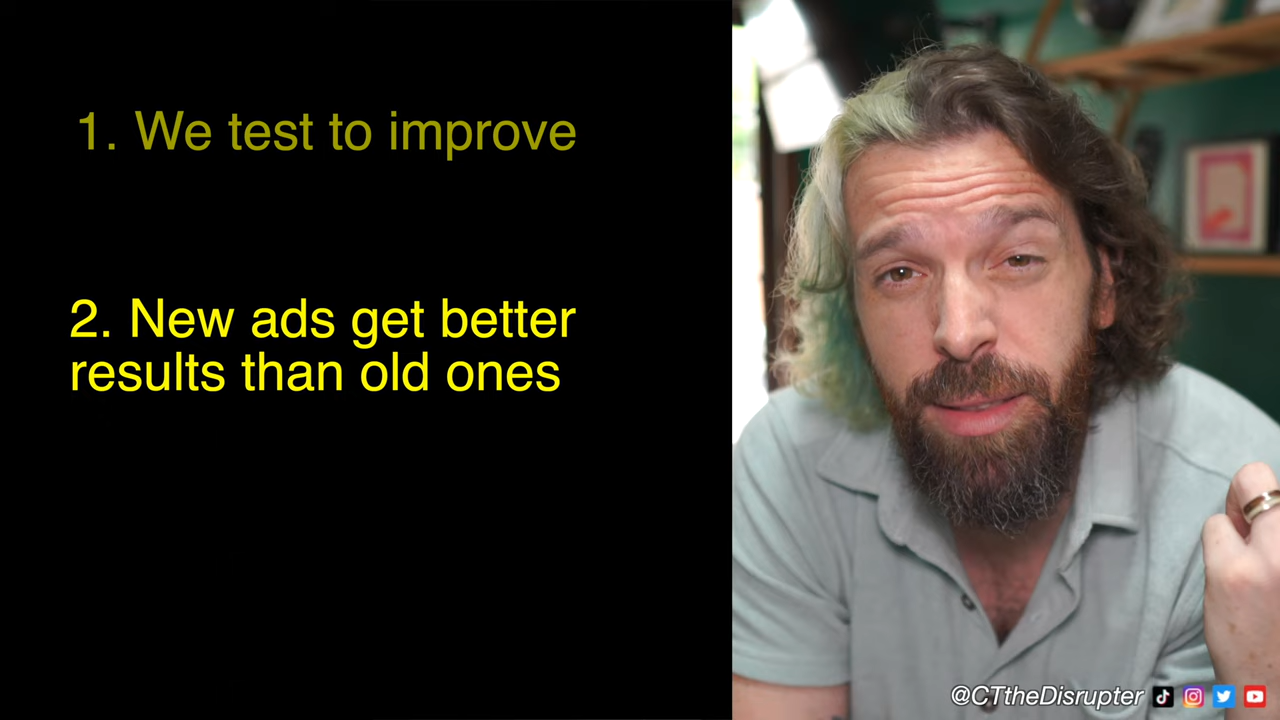 1. We test to improve
2. New ads get better
results than old ones
@CTtheDisrupter